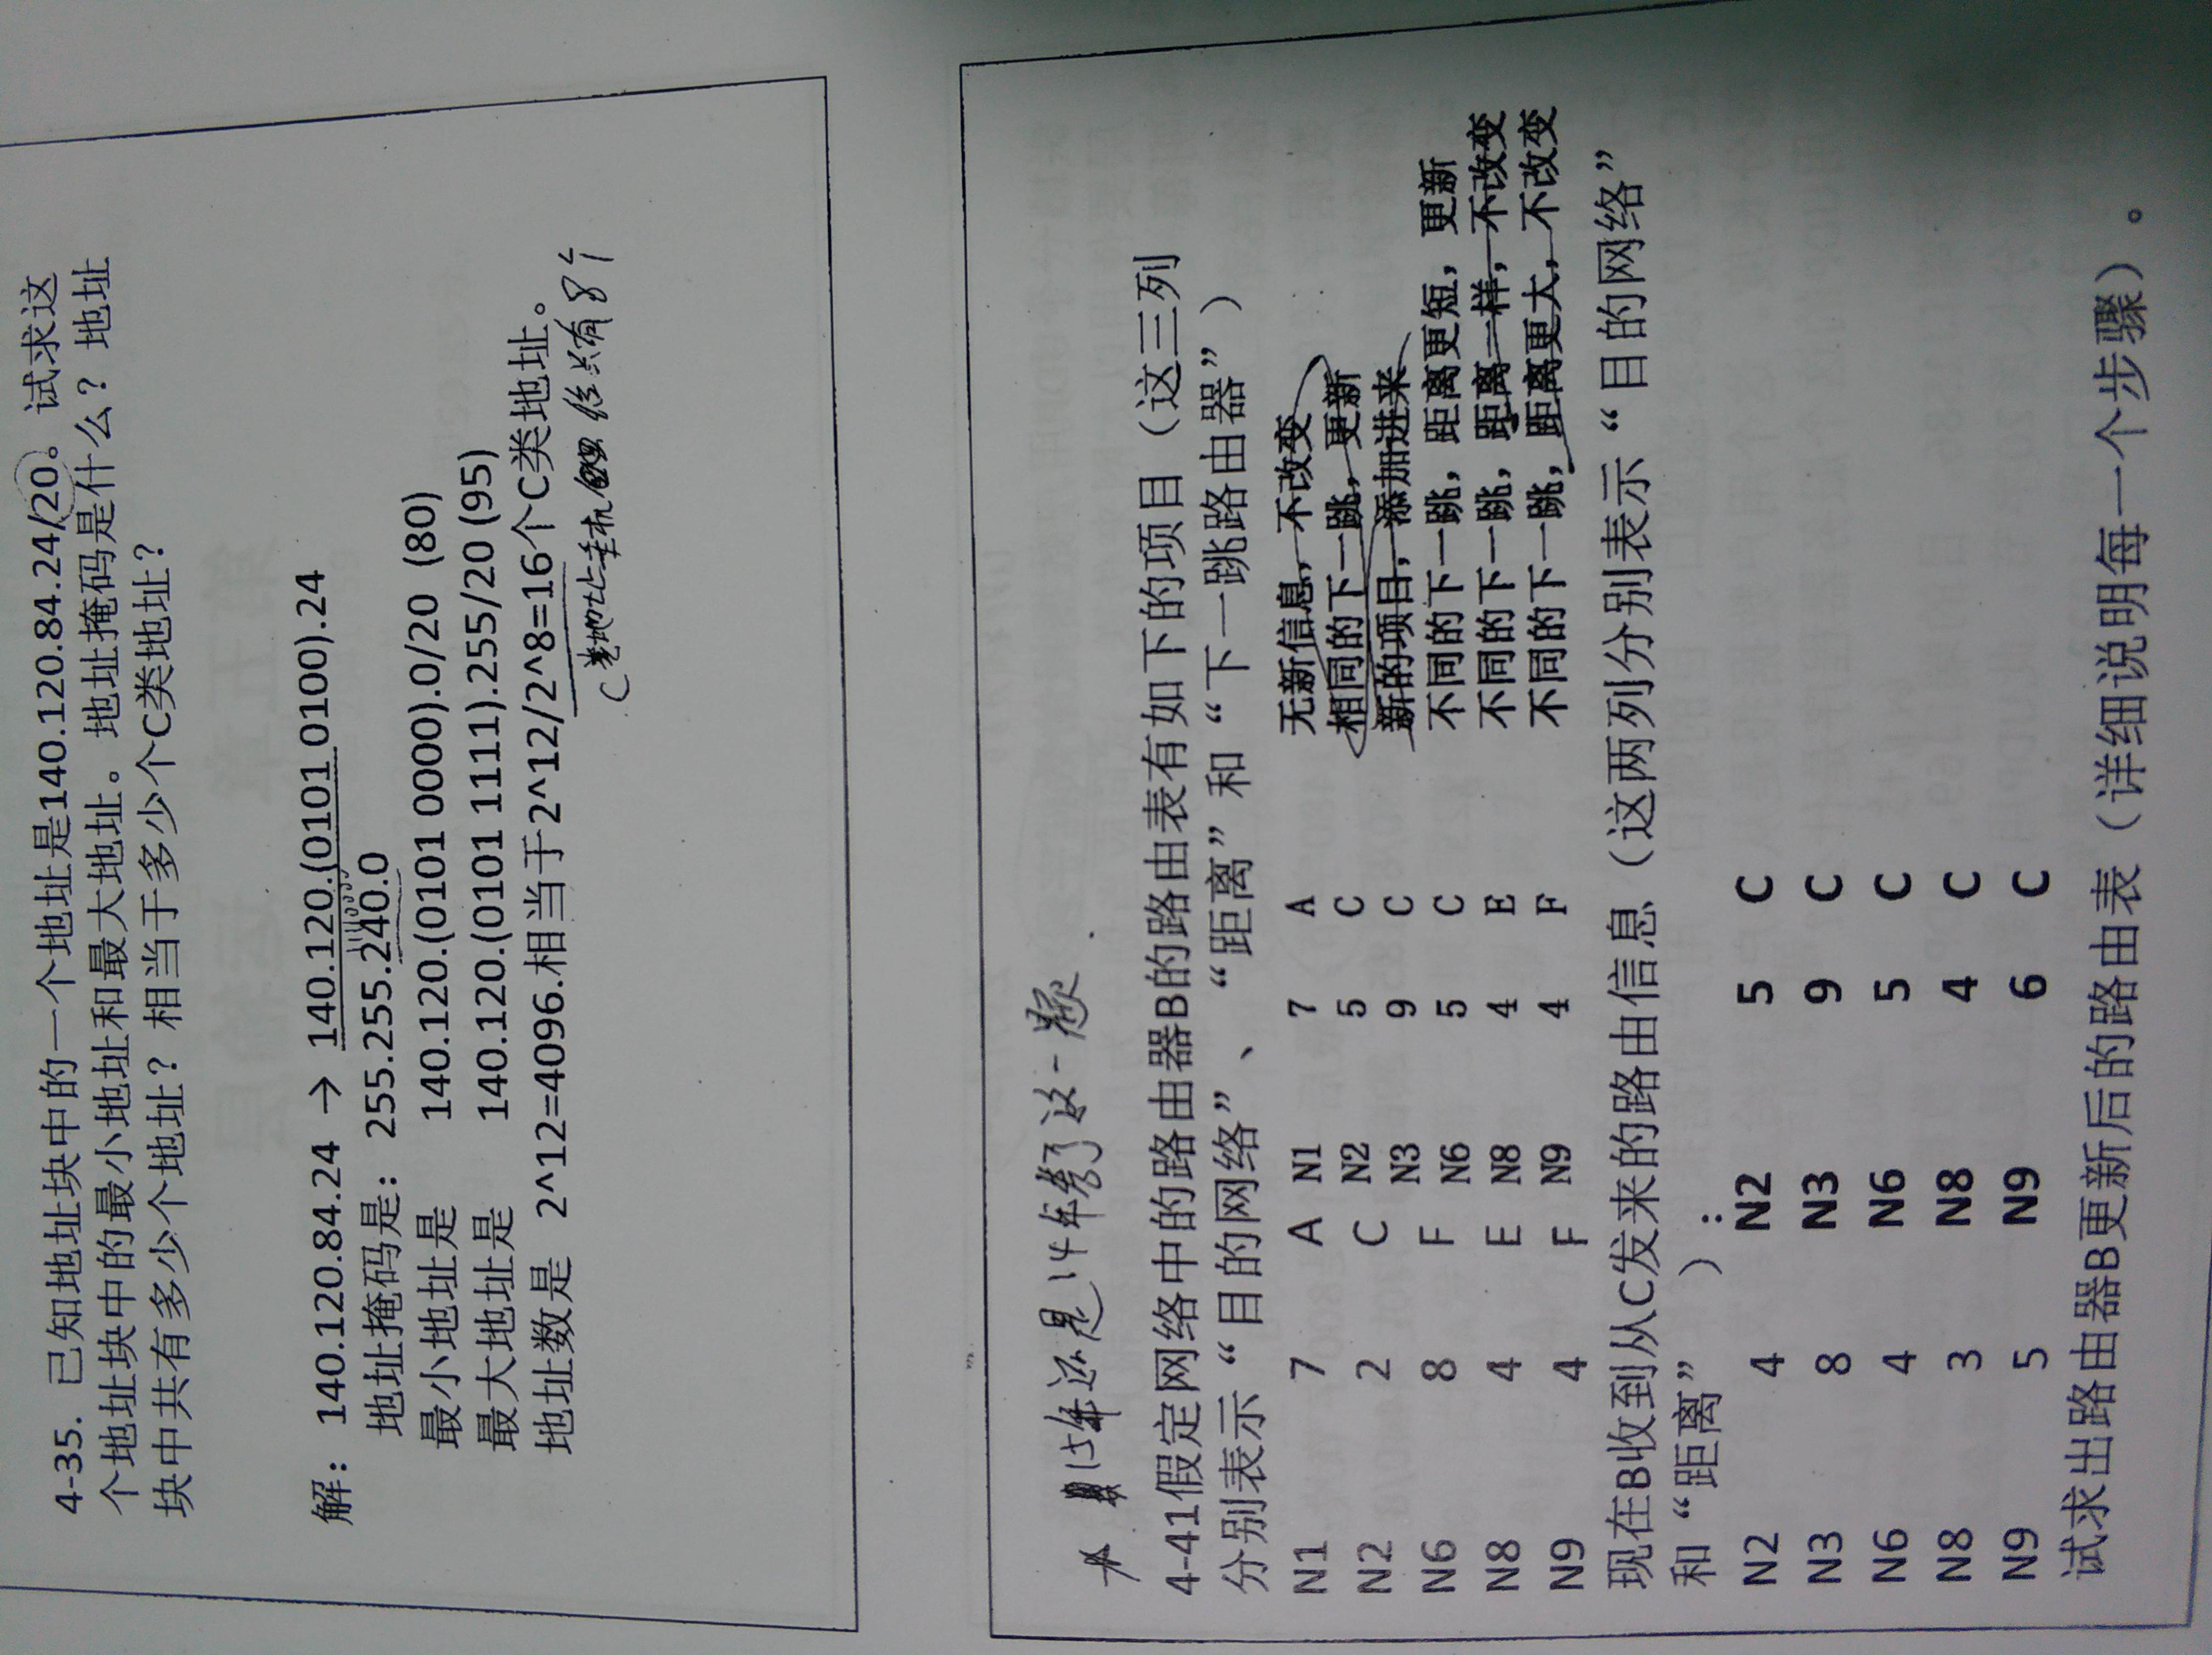 4-35. 已知地址块中的一个地址是140.120.84.24/20。试求这
个地址块中的最小地址和最大地址。地址掩码是什么？地址
块中共有多少个地址？相当于多少个C类地址？
解：140.120.84.24 → 140.120.(0101 0100).24
11110000
地址掩码是：255.255.240.0
最小地址是 140.120.(0101 0000).0/20 (80)
最大地址是 140.120.(0101 1111).255/20 (95)
地址数是 2^12=4096.相当于2^12/2^8=16个C类地址。
C类地址主机 位只有8个
15年还是14年考了这一题.
4-41假定网络中的路由器B的路由表有如下的项目（这三列
分别表示“目的网络”、“距离”和“下一跳路由器”）
N1 7 A N1 7 A 无新信息，不改变
N2 2 C N2 5 C 相同的下一跳，更新
N3 9 C 新的项目，添加进来
N6 8 F N6 5 C 不同的下一跳，距离更短，更新
N8 4 E N8 4 E 不同的下一跳，距离一样，不改变
N9 4 F N9 4 F 不同的下一跳，距离更大，不改变
现在B收到从C发来的路由信息（这两列分别表示“目的网络”
和“距离” ）：
N2 4 N2 5 C
N3 8 N3 9 C
N6 4 N6 5 C
N8 3 N8 4 C
N9 5 N9 6 C
试求出路由器B更新后的路由表（详细说明每一个步骤）。